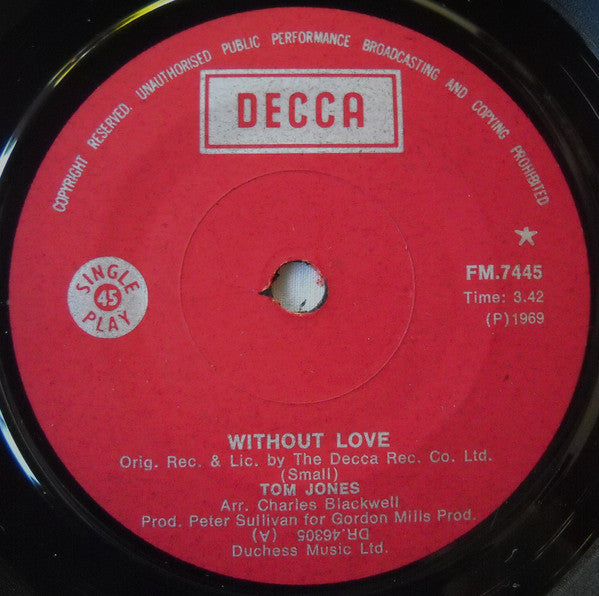 COPYRIGHT RESERVED. UNAUTHORISED PUBLIC PERFORMANCE BROADCASTING AND COPYING PROHIBITED
DECCA
SINGLE
45
PLAY
FM.7445
Time: 3.42
(P)1969
WITHOUT LOVE
Orig. Rec. & Lic. by The Decca Rec. Co. Ltd.
(Small)
TOM JONES
Arr. Charles Blackwell
Prod. Peter Sullivan for Gordon Mills Prod.
DR.46305 (A)
Duchess Music Ltd.